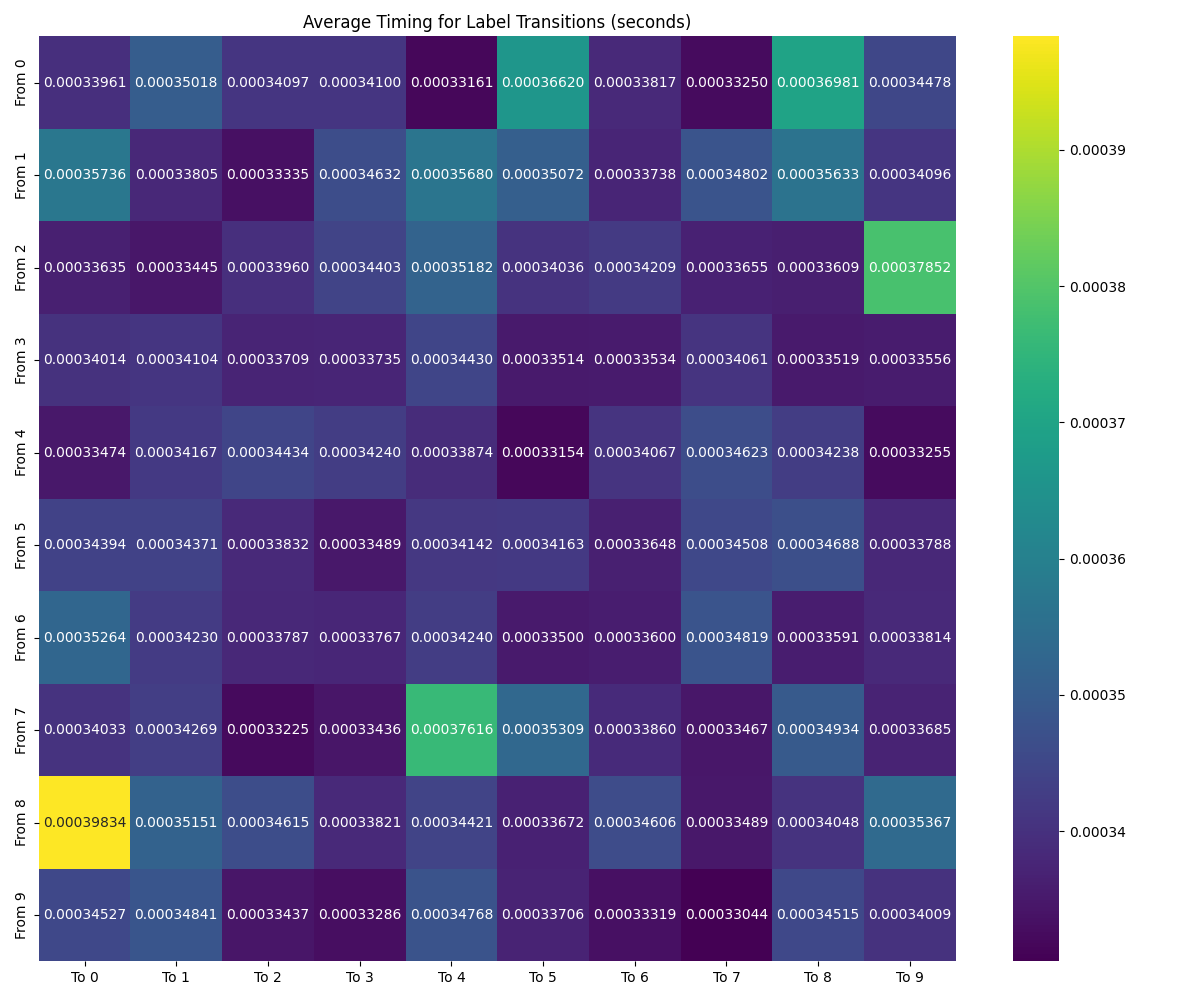 Average Timing for Label Transitions (seconds)
From 0 0.00033961 0.00035018 0.00034097 0.00034100 0.00033161 0.00036620 0.00033817 0.00033250 0.00036981 0.00034478
From 1 0.00035736 0.00033805 0.00033335 0.00034632 0.00035680 0.00035072 0.00033738 0.00034802 0.00035633 0.00034096
From 2 0.00033635 0.00033445 0.00033960 0.00034403 0.00035182 0.00034036 0.00034209 0.00033655 0.00033609 0.00037852
From 3 0.00034014 0.00034104 0.00033709 0.00033735 0.00034430 0.00033514 0.00033534 0.00034061 0.00033519 0.00033556
From 4 0.00033474 0.00034167 0.00034434 0.00034240 0.00033874 0.00033154 0.00034067 0.00034623 0.00034238 0.00033255
From 5 0.00034394 0.00034371 0.00033832 0.00033489 0.00034142 0.00034163 0.00033648 0.00034508 0.00034688 0.00033788
From 6 0.00035264 0.00034230 0.00033787 0.00033767 0.00034240 0.00033500 0.00033600 0.00034819 0.00033591 0.00033814
From 7 0.00034033 0.00034269 0.00033225 0.00033436 0.00037616 0.00035309 0.00033860 0.00033467 0.00034934 0.00033685
From 8 0.00039834 0.00035151 0.00034615 0.00033821 0.00034421 0.00033672 0.00034606 0.00033489 0.00034048 0.00035367
From 9 0.00034527 0.00034841 0.00033437 0.00033286 0.00034768 0.00033706 0.00033319 0.00033044 0.00034515 0.00034009
To 0 To 1 To 2 To 3 To 4 To 5 To 6 To 7 To 8 To 9
0.00039
0.00038
0.00037
0.00036
0.00035
0.00034